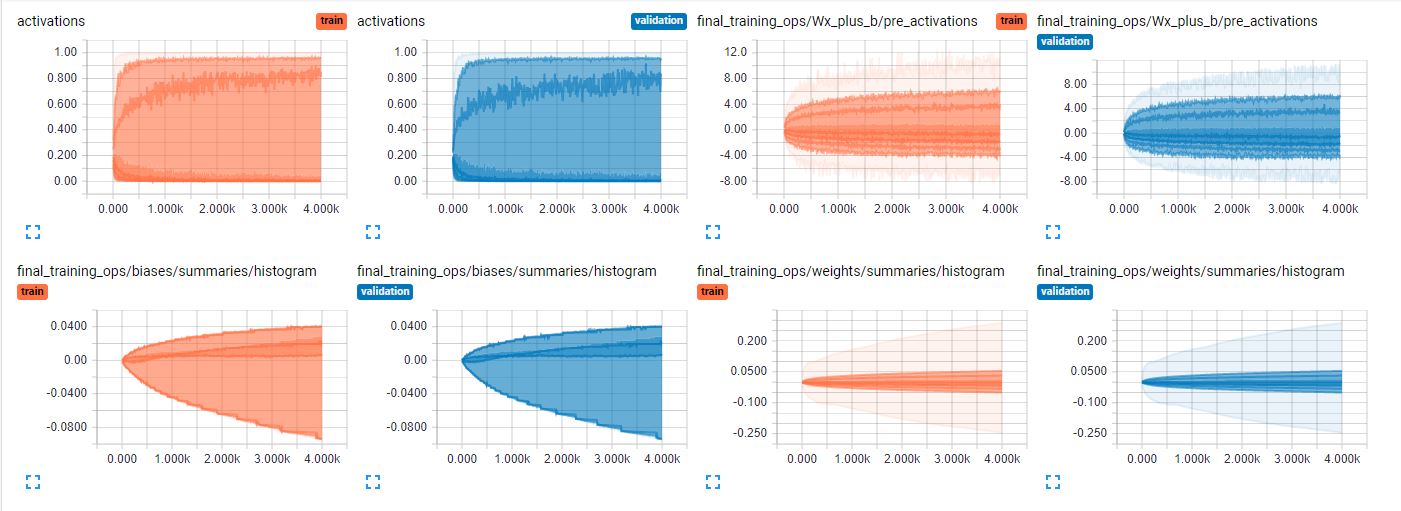 activations train
activations validation
final_training_ops/Wx_plus_b/pre_activations train
final_training_ops/Wx_plus_b/pre_activations
validation
1.00
0.800
0.600
0.400
0.200
0.00
0.000 1.000k 2.000k 3.000k 4.000k
1.00
0.800
0.600
0.400
0.200
0.00
0.000 1.000k 2.000k 3.000k 4.000k
12.0
8.00
4.00
0.00
-4.00
-8.00
0.000 1.000k 2.000k 3.000k 4.000k
8.00
4.00
0.00
-4.00
-8.00
0.000 1.000k 2.000k 3.000k 4.000k
final_training_ops/biases/summaries/histogram
train
0.0400
0.00
-0.0400
-0.0800
0.000 1.000k 2.000k 3.000k 4.000k
final_training_ops/biases/summaries/histogram
validation
0.0400
0.00
-0.0400
-0.0800
0.000 1.000k 2.000k 3.000k 4.000k
final_training_ops/weights/summaries/histogram
train
0.200
0.0500
-0.100
-0.250
0.000 1.000k 2.000k 3.000k 4.000k
final_training_ops/weights/summaries/histogram
validation
0.200
0.0500
-0.100
-0.250
0.000 1.000k 2.000k 3.000k 4.000k